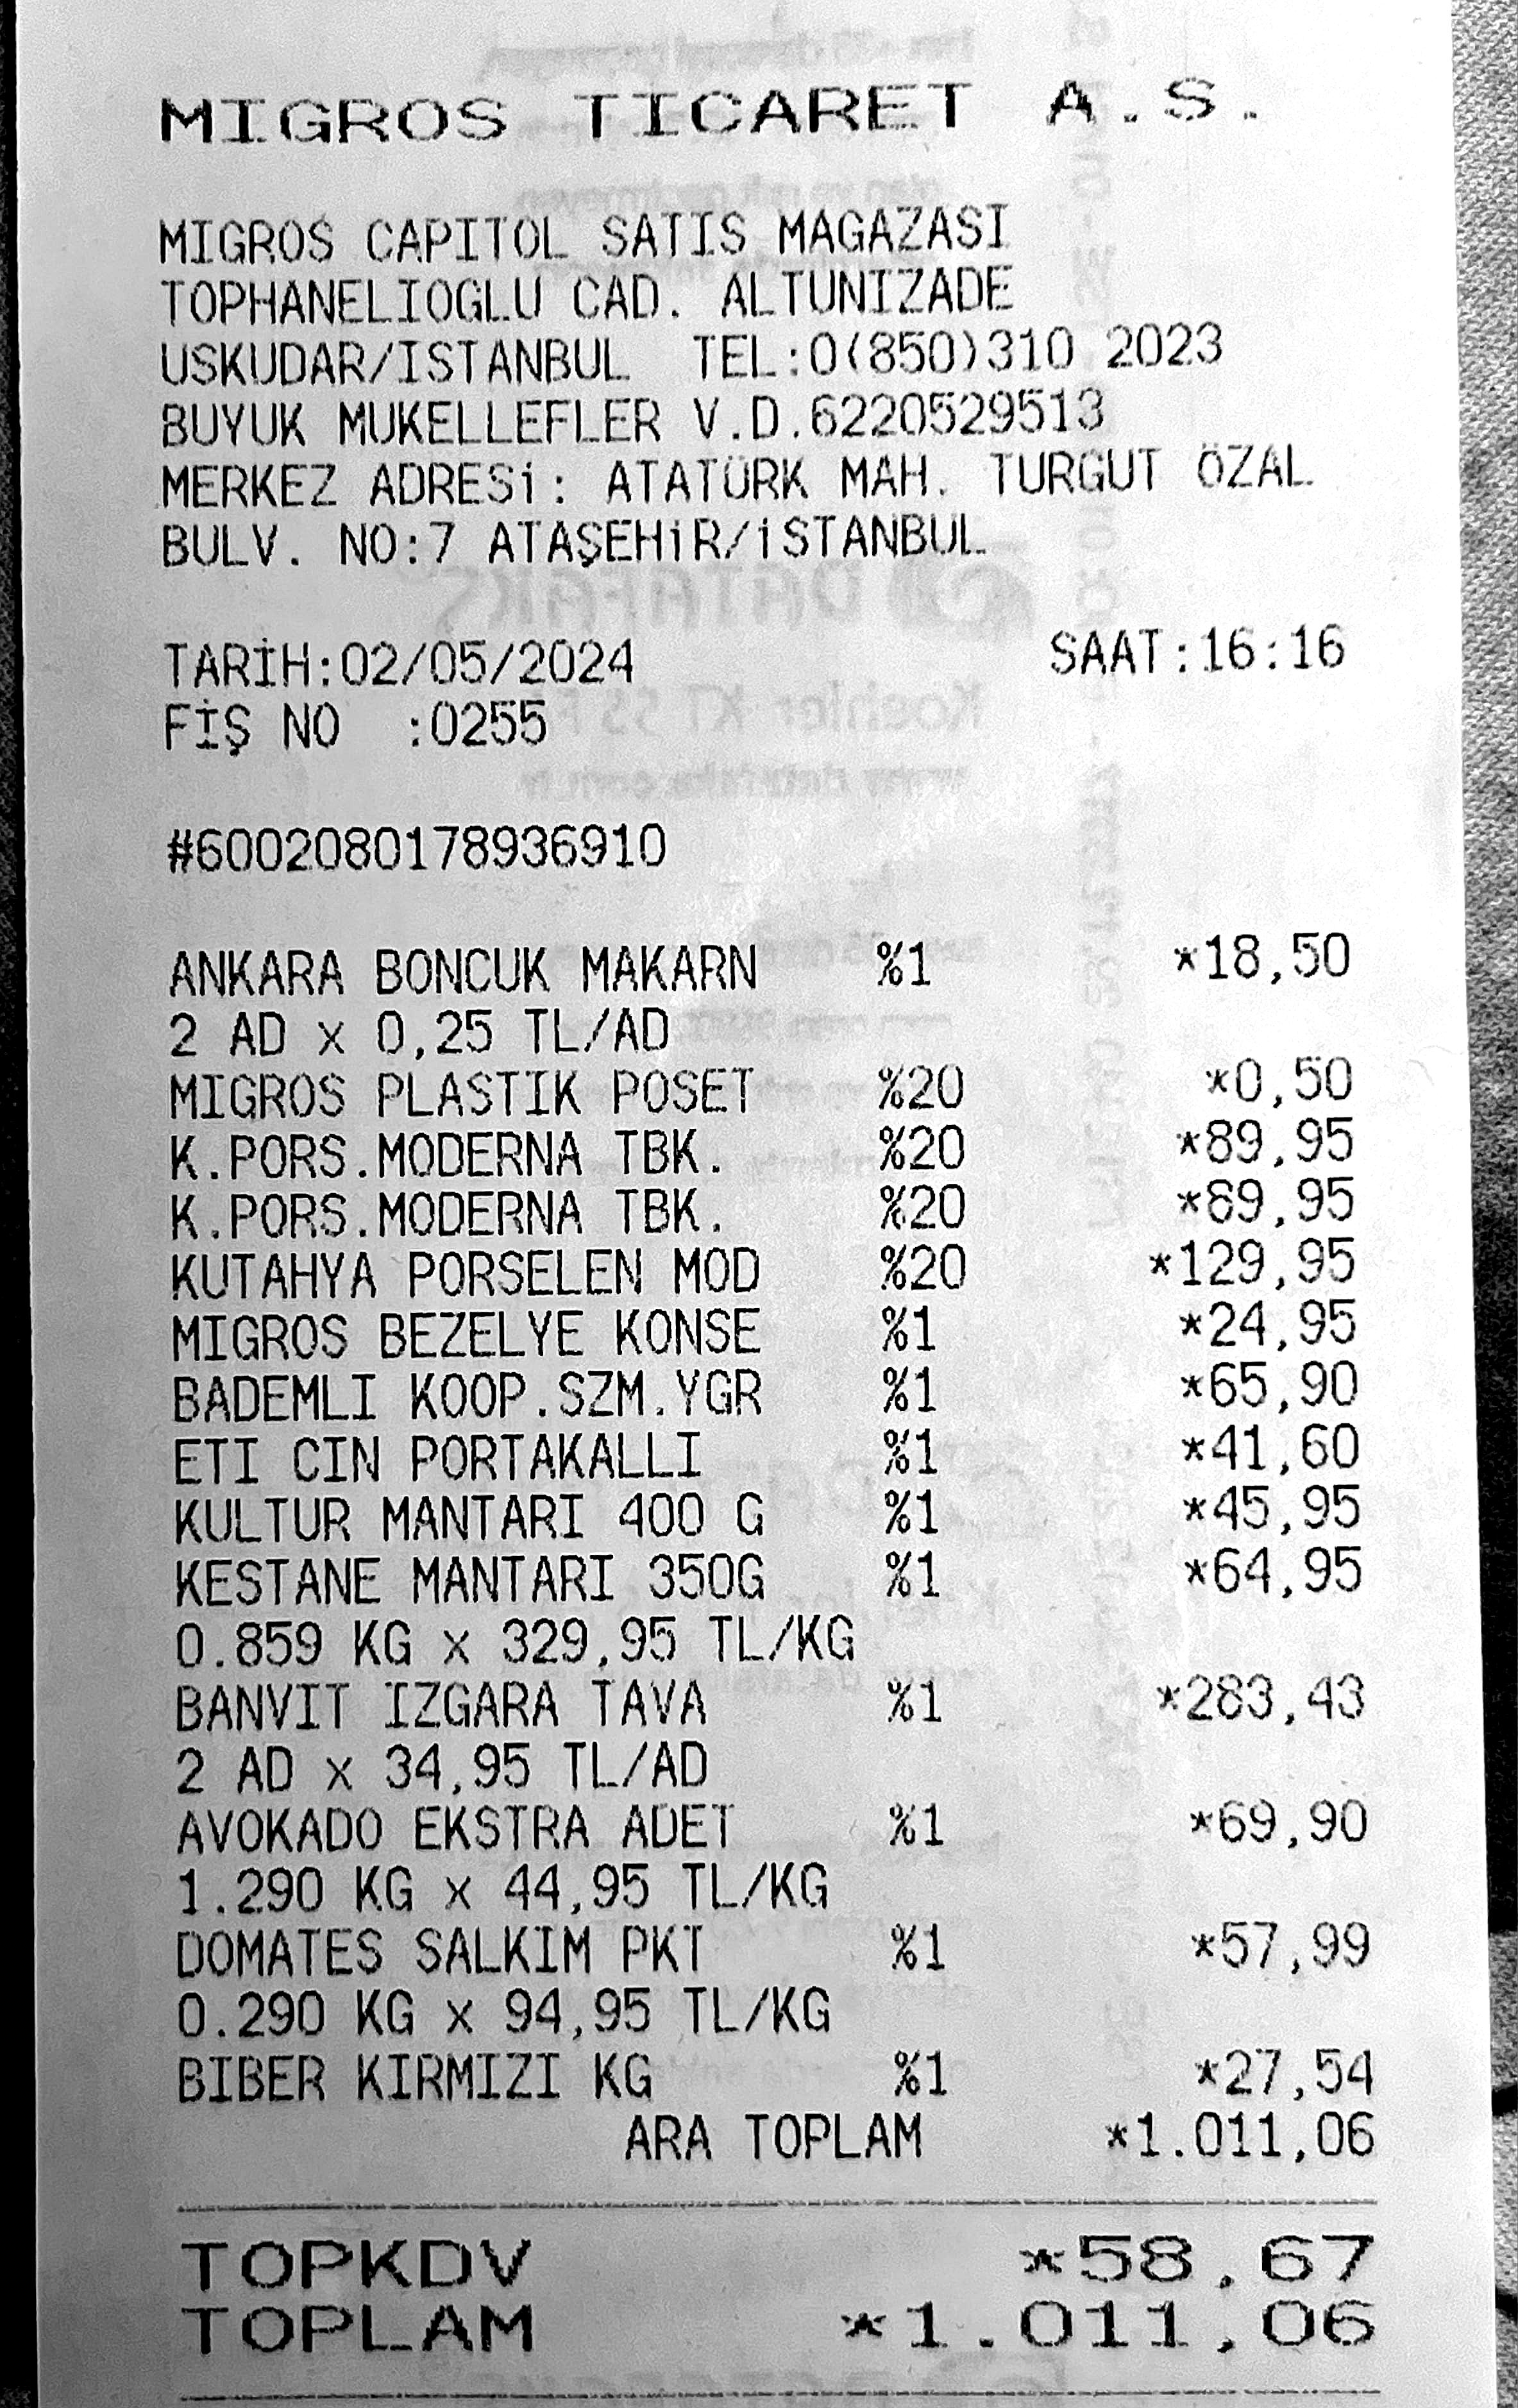 MIGROS TICARET A.S.
MIGROS CAPITOL SATIS MAGAZASI
TOPHANELIOGLU CAD. ALTUNIZADE
USKUDAR/ISTANBUL TEL:0(850)310 2023
BUYUK MUKELLEFLER V.D.6220529513
MERKEZ ADRESi: ATATÜRK MAH. TURGUT ÖZAL
BULV. NO:7 ATAŞEHiR/iSTANBUL
TARİH:02/05/2024 SAAT:16:16
FİŞ NO :0255
#6002080178936910
ANKARA BONCUK MAKARN %1 *18,50
2 AD x 0,25 TL/AD
MIGROS PLASTIK POSET %20 *0,50
K.PORS.MODERNA TBK. %20 *89,95
K.PORS.MODERNA TBK. %20 *89,95
KUTAHYA PORSELEN MOD %20 *129,95
MIGROS BEZELYE KONSE %1 *24,95
BADEMLI KOOP.SZM.YGR %1 *65,90
ETI CIN PORTAKALLI %1 *41,60
KULTUR MANTARI 400 G %1 *45,95
KESTANE MANTARI 350G %1 *64,95
0.859 KG x 329,95 TL/KG
BANVIT IZGARA TAVA %1 *283,43
2 AD x 34,95 TL/AD
AVOKADO EKSTRA ADET %1 *69,90
1.290 KG x 44,95 TL/KG
DOMATES SALKIM PKT %1 *57,99
0.290 KG x 94,95 TL/KG
BIBER KIRMIZI KG %1 *27,54
ARA TOPLAM *1.011,06
TOPKDV *58,67
TOPLAM *1.011,06